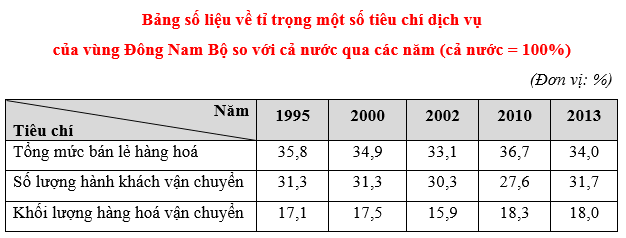 Bảng số liệu về tỉ trọng một số tiêu chí dịch vụ
của vùng Đông Nam Bộ so với cả nước qua các năm (cả nước = 100%)
(Đơn vị: %)
Năm
Tiêu chí
1995 2000 2002 2010 2013
Tổng mức bán lẻ hàng hoá 35,8 34,9 33,1 36,7 34,0
Số lượng hành khách vận chuyển 31,3 31,3 30,3 27,6 31,7
Khối lượng hàng hoá vận chuyển 17,1 17,5 15,9 18,3 18,0